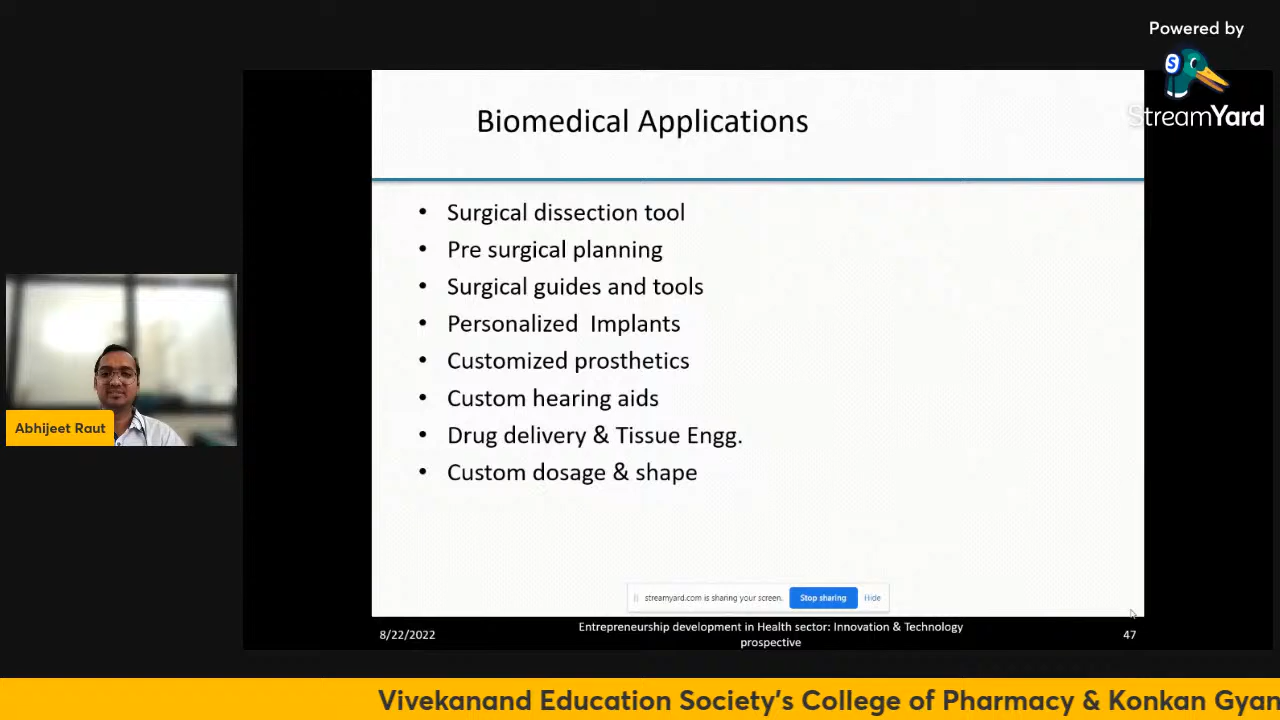 Powered by
StreamYard
Biomedical Applications
• Surgical dissection tool
• Pre surgical planning
• Surgical guides and tools
• Personalized Implants
• Customized prosthetics
• Custom hearing aids
• Drug delivery & Tissue Engg.
• Custom dosage & shape
Abhijeet Raut
streamyard.com is sharing your screen. Stop sharing Hide
8/22/2022
Entrepreneurship development in Health sector: Innovation & Technology
prospective
47
Vivekanand Education Society's College of Pharmacy & Konkan Gyan